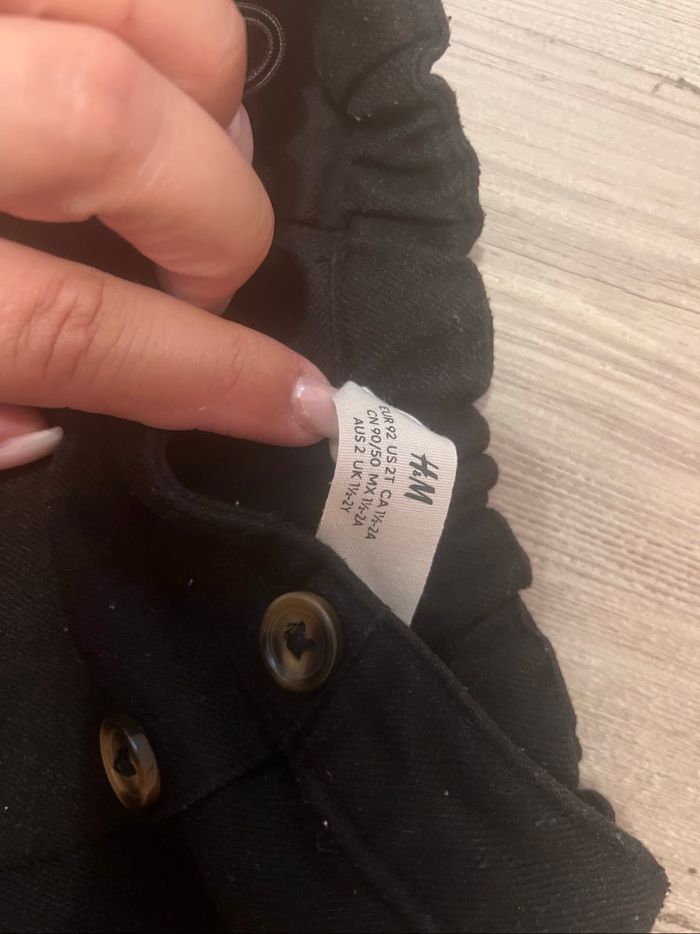 H&M
EUR 92 US 2T CA 1½-2A
CN 90/50 MX 1½-2A
AUS 2 UK 1½-2Y